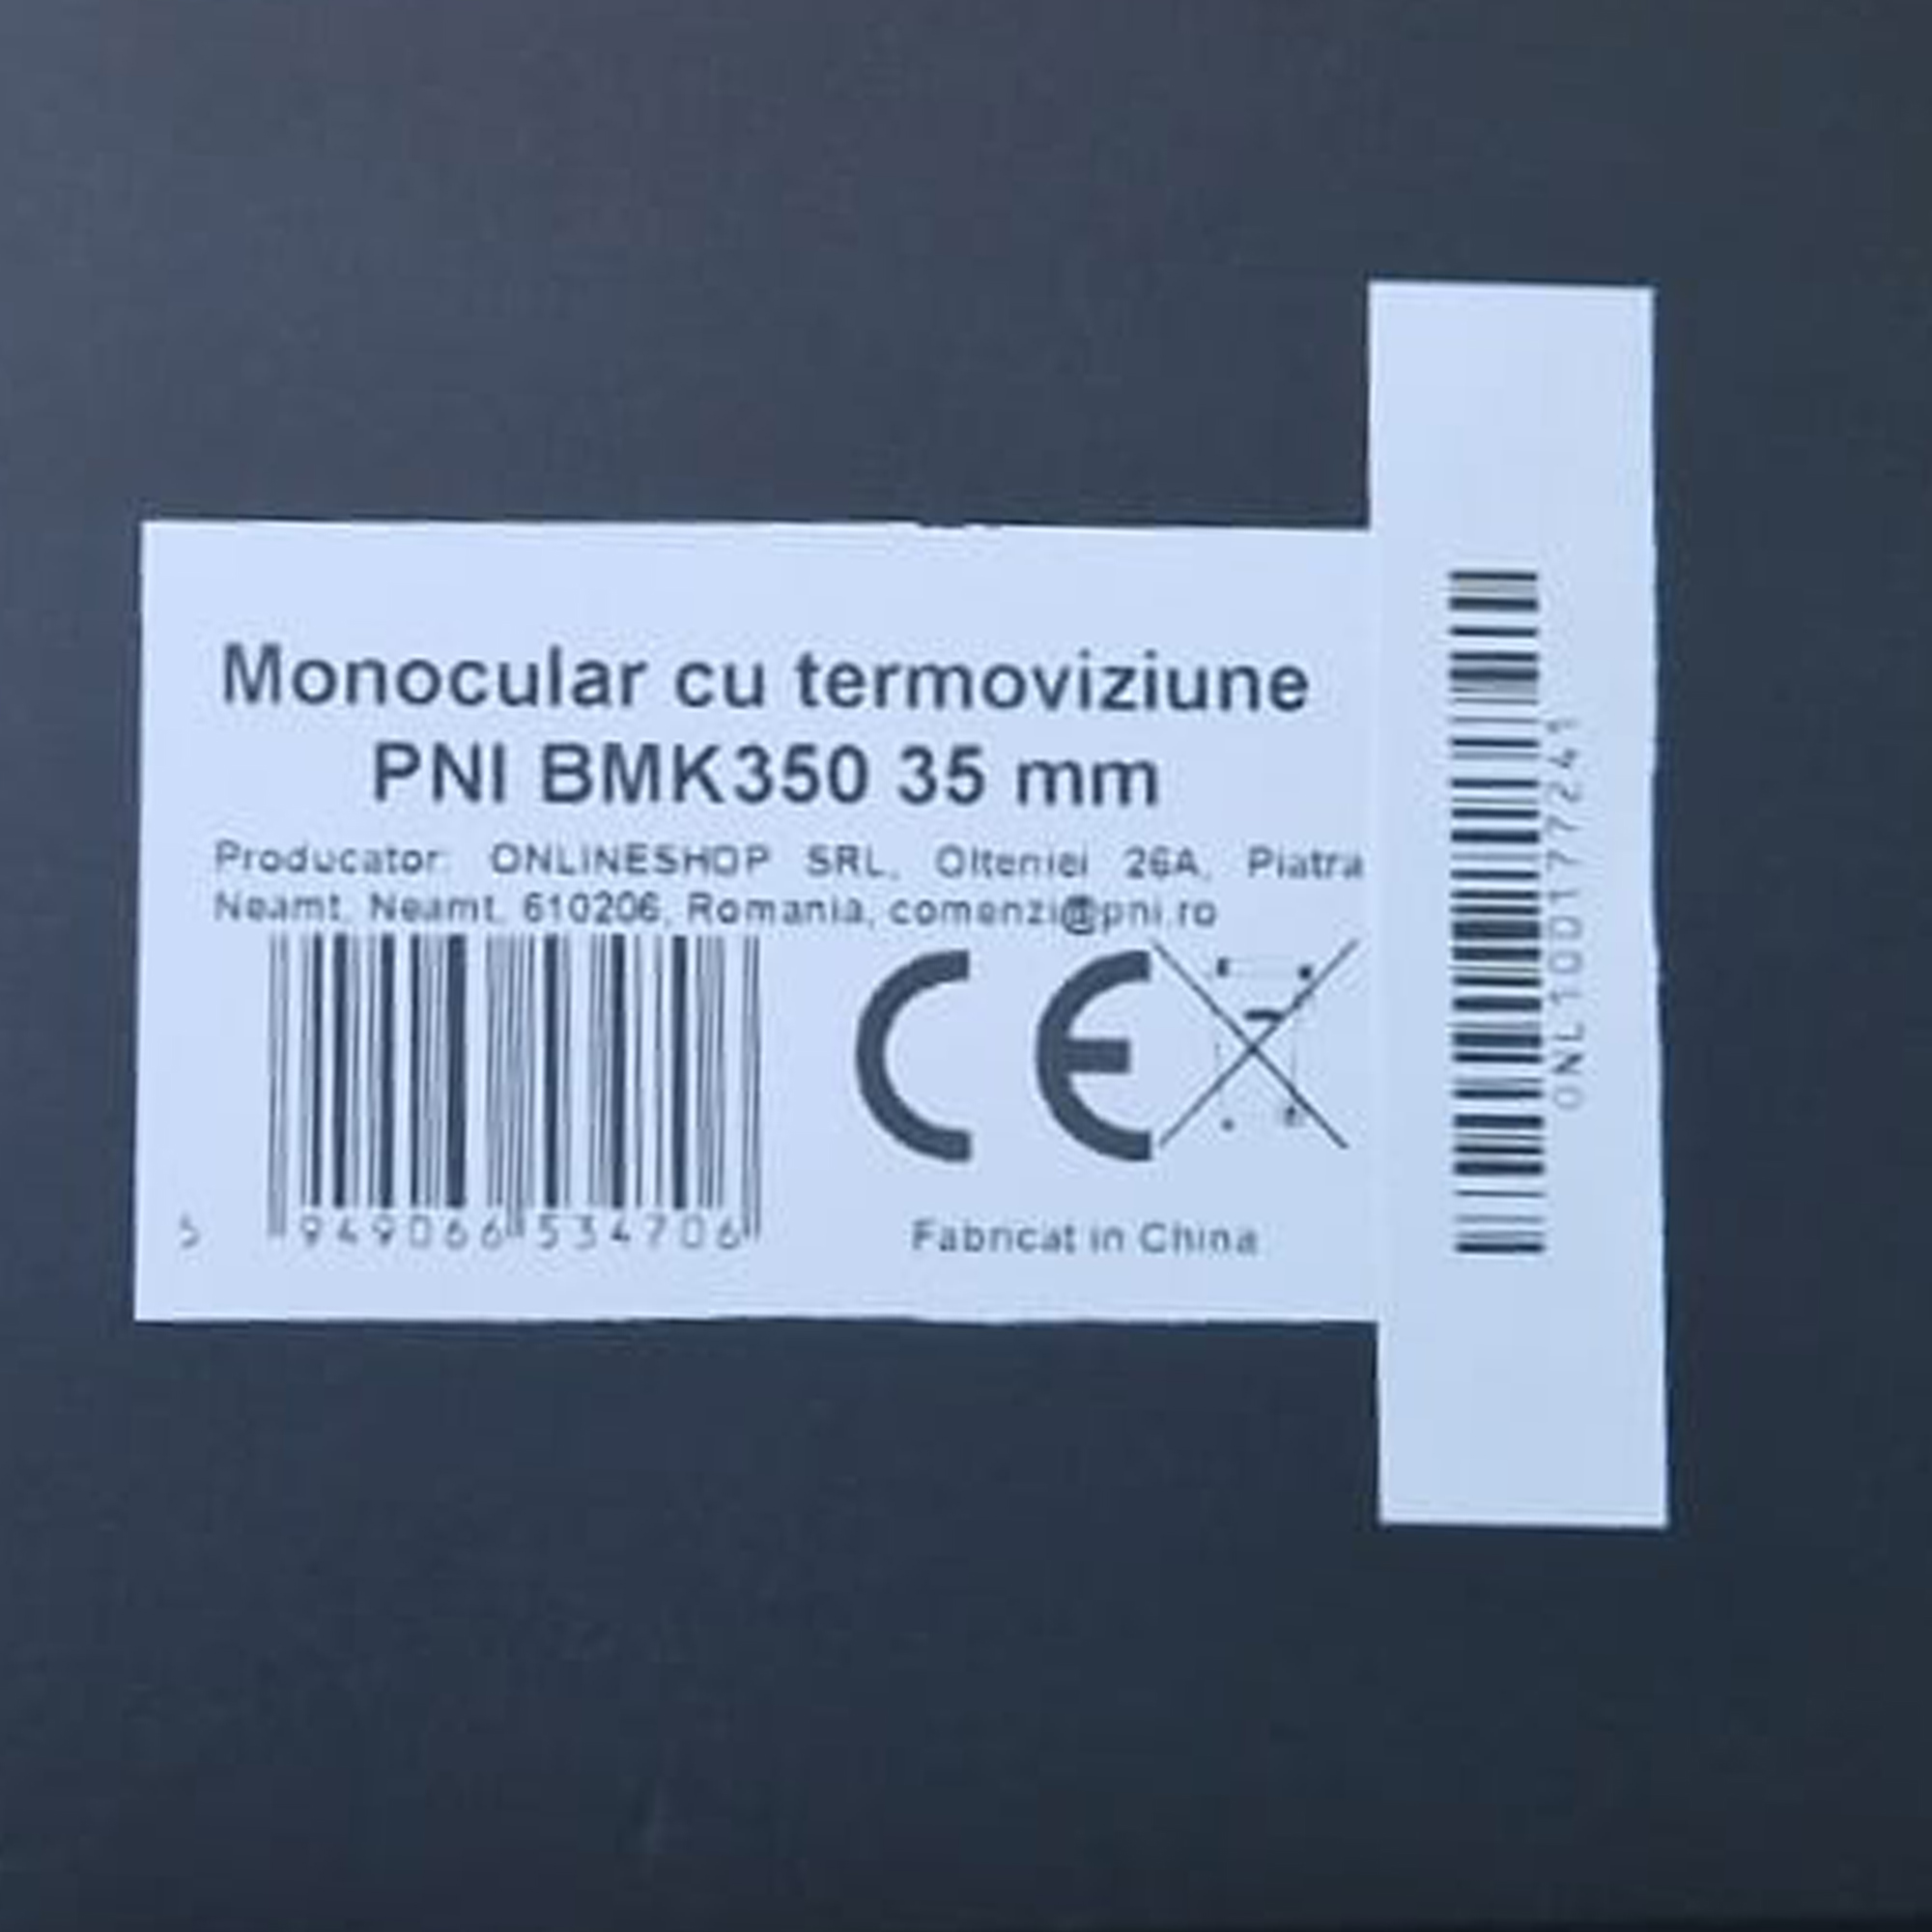 Monocular cu termoviziune
PNI BMK350 35 mm
Producator: ONLINESHOP SRL, Olteniei 26A, Piatra
Neamt, Neamt, 610206, Romania, comenzi@pni.ro
CE
5 949066 534706
Fabricat in China
ONL100177241